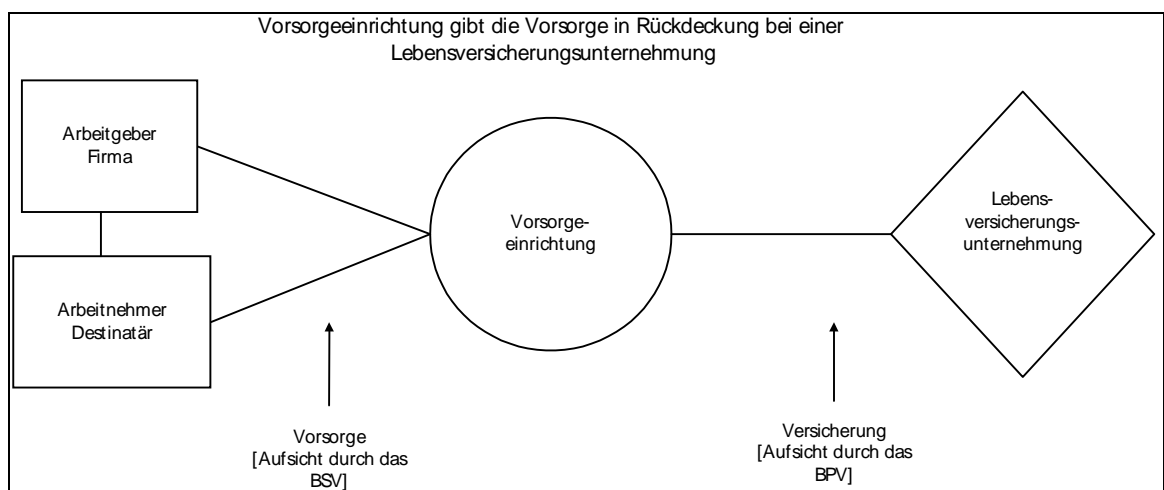 Vorsorgeeinrichtung gibt die Vorsorge in Rückdeckung bei einer
Lebensversicherungsunternehmung
Arbeitgeber
Firma
Arbeitnehmer
Destinatär
Vorsorge-
einrichtung
Lebens-
versicherungs-
unternehmung
Vorsorge
[Aufsicht durch das
BSV]
Versicherung
[Aufsicht durch das
BPV]